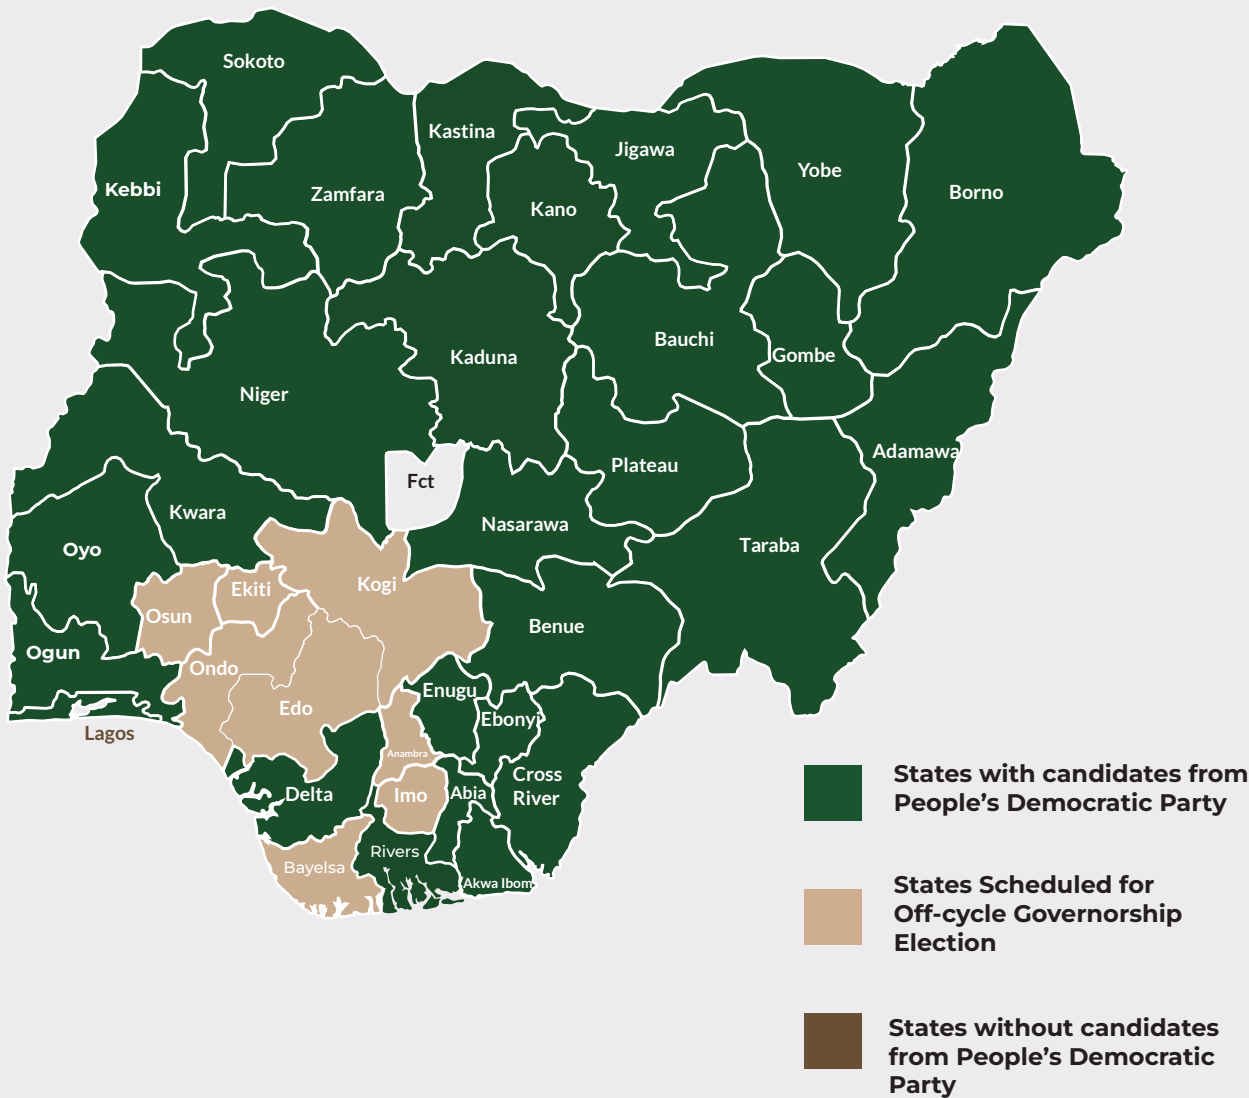 Sokoto
Kastina
Jigawa
Yobe
Kebbi
Zamfara
Borno
Kano
Bauchi
Kaduna
Gombe
Niger
Adamawa
Plateau
Fct
Kwara
Nasarawa
Oyo
Taraba
Kogi
Ekiti
Osun
Benue
Ogun
Ondo
Enugu
Edo
Ebonyi
Lagos
Anambra
Cross
River
Delta
Imo
Abia
Rivers
Bayelsa
Akwa Ibom
States with candidates from
People’s Democratic Party
States Scheduled for
Off-cycle Governorship
Election
States without candidates
from People’s Democratic
Party